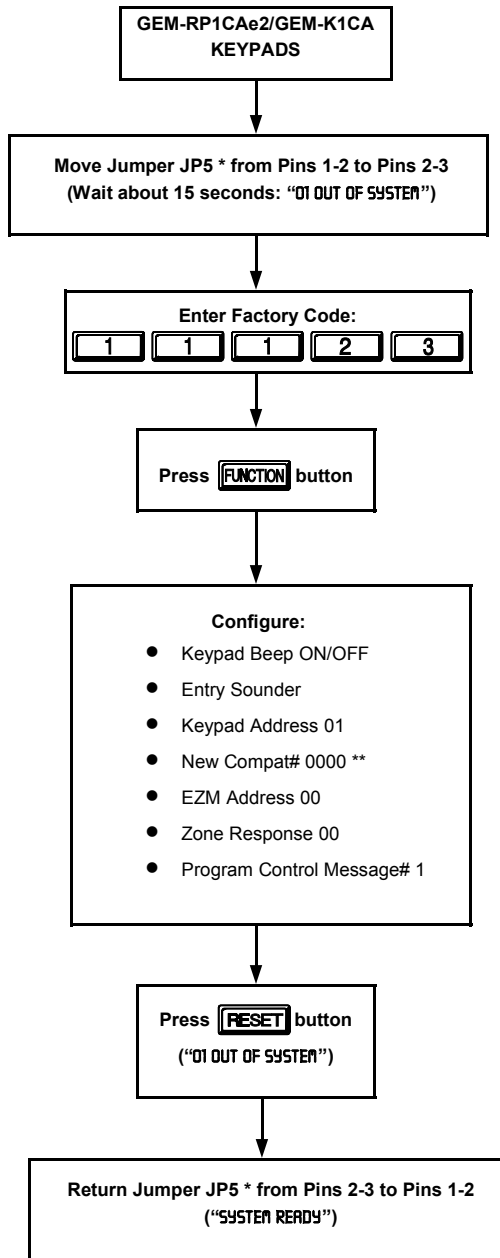 GEM-RP1CAe2/GEM-K1CA
KEYPADS
Move Jumper JP5 * from Pins 1-2 to Pins 2-3
(Wait about 15 seconds: “01 OUT OF SYSTEM”)
Enter Factory Code:
1 1 1 2 3
Press FUNCTION button
Configure:
● Keypad Beep ON/OFF
● Entry Sounder
● Keypad Address 01
● New Compat# 0000 **
● EZM Address 00
● Zone Response 00
● Program Control Message# 1
Press RESET button
(“01 OUT OF SYSTEM”)
Return Jumper JP5 * from Pins 2-3 to Pins 1-2
(“SYSTEM READY”)